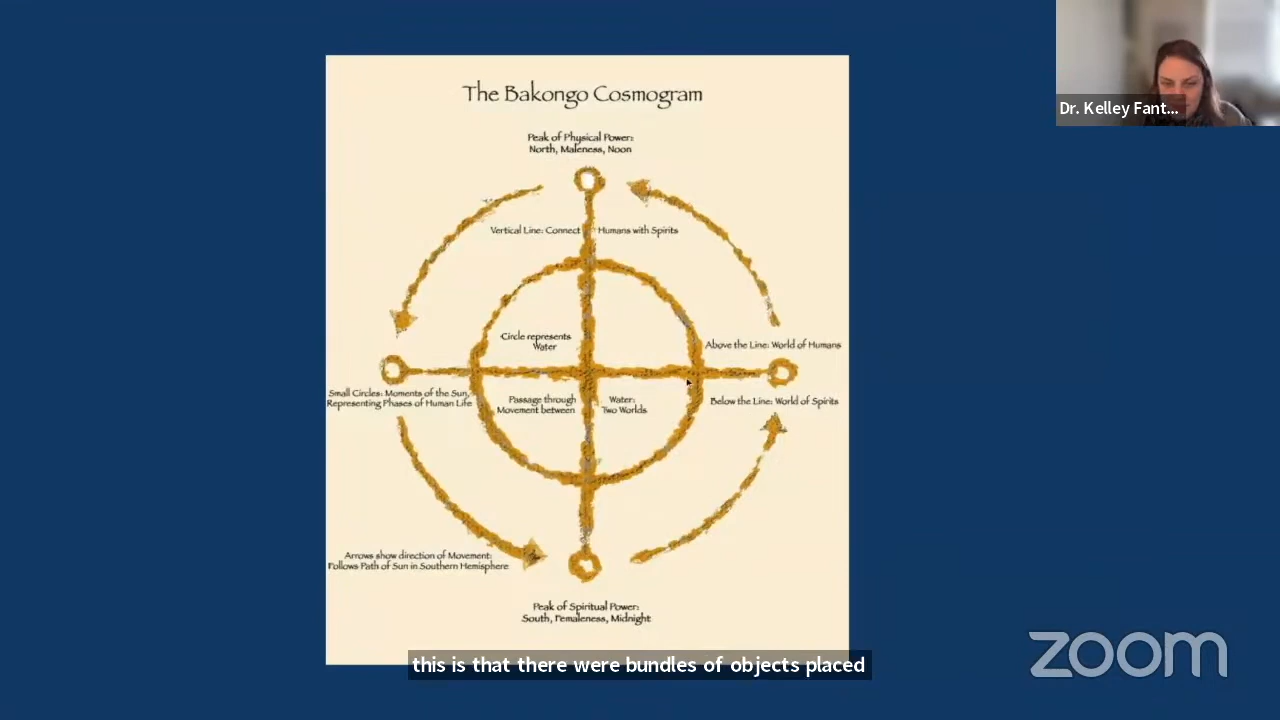 The Bakongo Cosmogram
Peak of Physical Power:
North, Maleness, Noon
Vertical Line: Connect Humans with Spirits
Circle represents
Water
Above the Line: World of Humans
Small Circles: Moments of the Sun,
Representing Phases of Human Life
Passage through Water:
Movement between Two Worlds
Below the Line: World of Spirits
Arrows show direction of Movement:
Follows Path of Sun in Southern Hemisphere
Peak of Spiritual Power:
South, Femaleness, Midnight
this is that there were bundles of objects placed
Dr. Kelley Fant...
zoom